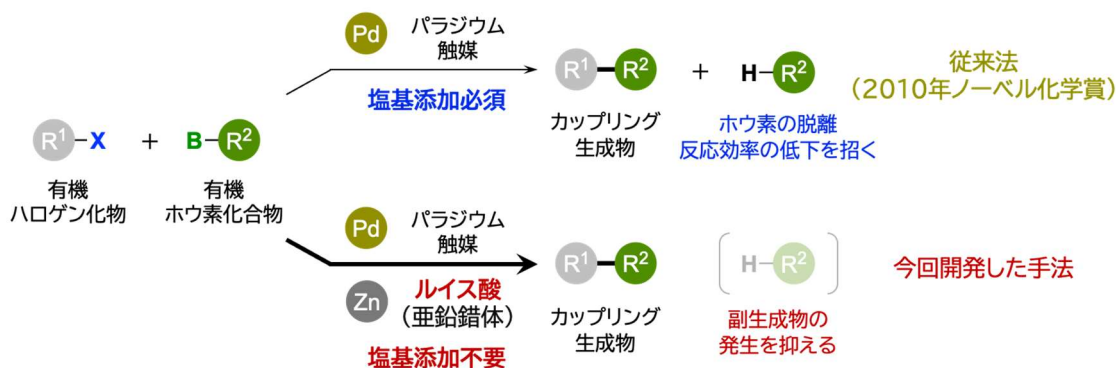 Pd
パラジウム
触媒
塩基添加必須
R¹-R² + H-R²
カップリング
生成物
ホウ素の脱離
反応効率の低下を招く
従来法
(2010年ノーベル化学賞)
R¹-X + B-R²
有機
ハロゲン化物
有機
ホウ素化合物
Pd
パラジウム
触媒
Zn
ルイス酸
(亜鉛錯体)
塩基添加不要
R¹-R²
カップリング
生成物
H-R²
副生成物の
発生を抑える
今回開発した手法